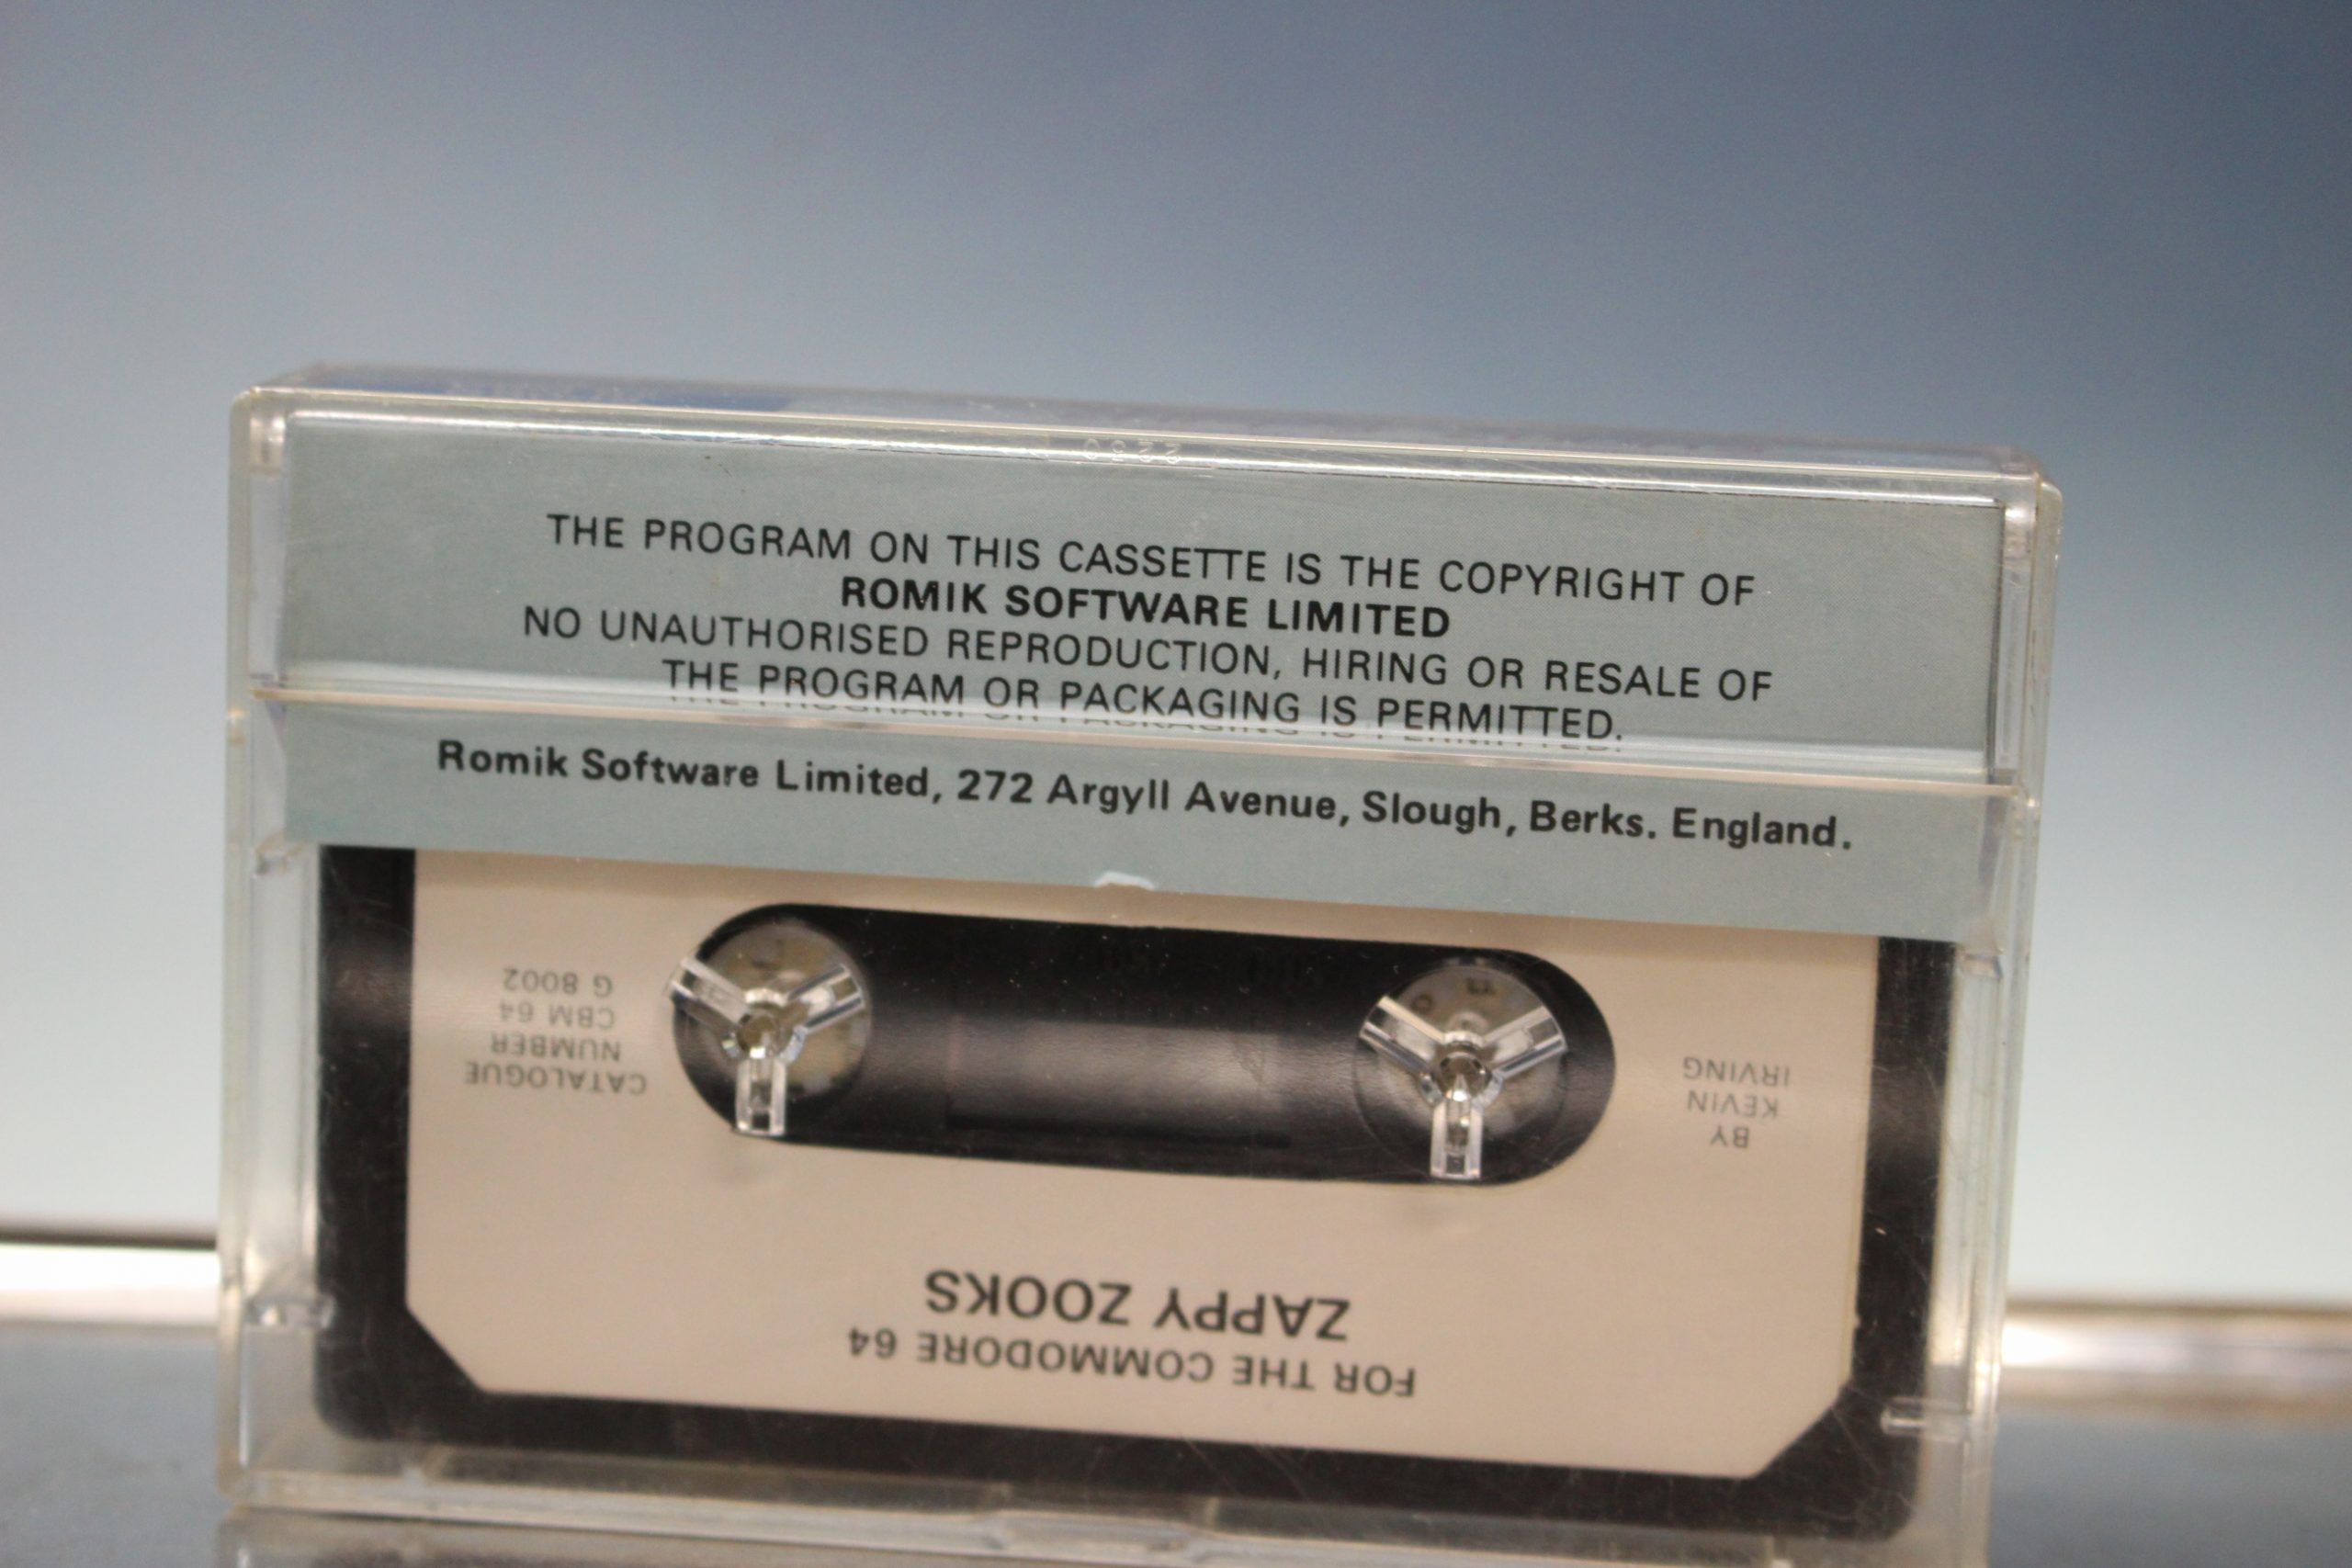 THE PROGRAM ON THIS CASSETTE IS THE COPYRIGHT OF
ROMIK SOFTWARE LIMITED
NO UNAUTHORISED REPRODUCTION, HIRING OR RESALE OF
THE PROGRAM OR PACKAGING IS PERMITTED.
Romik Software Limited, 272 Argyll Avenue, Slough, Berks. England.
FOR THE COMMODORE 64
ZAPPY ZOOKS
BY
KEVIN
IRVING
CATALOGUE
NUMBER
CBM 64
G 8002